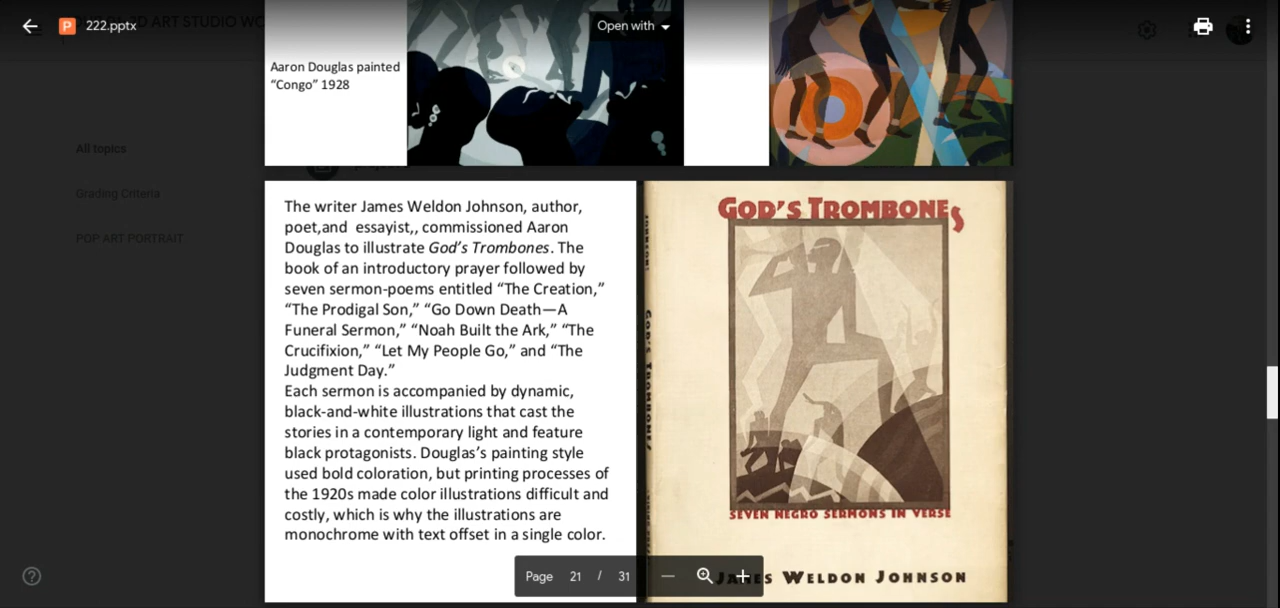 222.pptx
Open with
Aaron Douglas painted
“Congo” 1928
All topics
Grading Criteria
POP ART PORTRAIT
The writer James Weldon Johnson, author,
poet,and  essayist,, commissioned Aaron
Douglas to illustrate God’s Trombones. The
book of an introductory prayer followed by
seven sermon-poems entitled “The Creation,”
“The Prodigal Son,” “Go Down Death—A
Funeral Sermon,” “Noah Built the Ark,” “The
Crucifixion,” “Let My People Go,” and “The
Judgment Day.”
Each sermon is accompanied by dynamic,
black-and-white illustrations that cast the
stories in a contemporary light and feature
black protagonists. Douglas’s painting style
used bold coloration, but printing processes of
the 1920s made color illustrations difficult and
costly, which is why the illustrations are
monochrome with text offset in a single color.
GOD'S TROMBONES
SEVEN NEGRO SERMONS IN VERSE
JAMES WELDON JOHNSON
Page 21 / 31